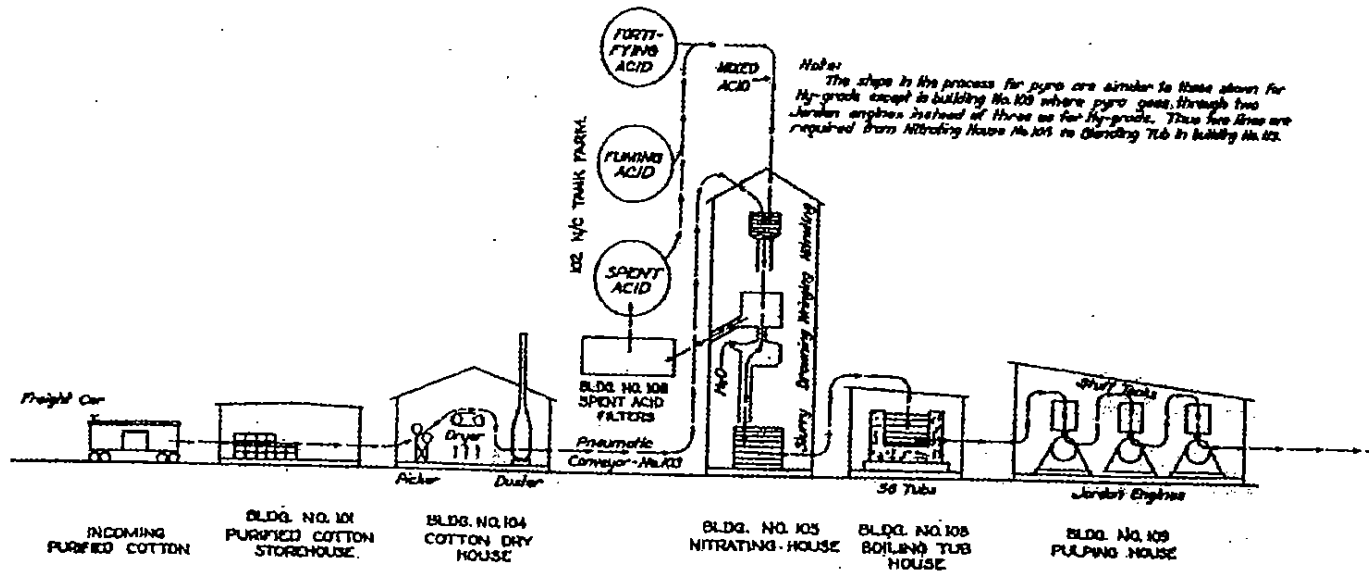 FORTI-
FYING
ACID
MIXED
ACID
Note:
The steps in the process for pyro are similar to those shown for
Hy-grade except in building No. 109 where pyro goes through two
Jordan engines instead of three as for Hy-grade. Thus two lines are
required from Nitrating House No. 105 to Blending Tub in building No.
FUMING
ACID
102 N/C TANK FARM.
SPENT
ACID
Slurry Drowning Wringing Nitrating
H2O
BLDG. NO. 106
SPENT ACID
FILTERS
Freight Car
Dryer
Picker
Duster
Pneumatic
Conveyor-No. 103
Stuff Tanks
36 Tubs
Jordan Engines
INCOMING
PURIFIED COTTON
BLDG. NO. 101
PURIFIED COTTON
STOREHOUSE.
BLDG. NO. 104
COTTON DRY
HOUSE
BLDG. NO. 105
NITRATING-HOUSE
BLDG. NO. 108
BOILING TUB
HOUSE
BLDG. NO. 109
PULPING HOUSE